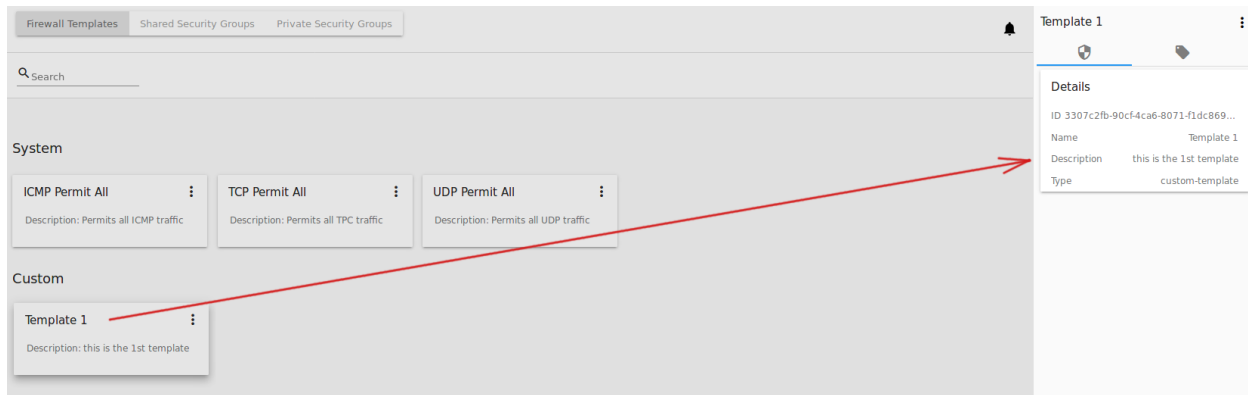 Firewall Templates Shared Security Groups Private Security Groups
Search
System
ICMP Permit All
Description: Permits all ICMP traffic
TCP Permit All
Description: Permits all TPC traffic
UDP Permit All
Description: Permits all UDP traffic
Custom
Template 1
Description: this is the 1st template
Template 1
Details
ID 3307c2fb-90cf-4ca6-8071-f1dc869...
Name Template 1
Description this is the 1st template
Type custom-template